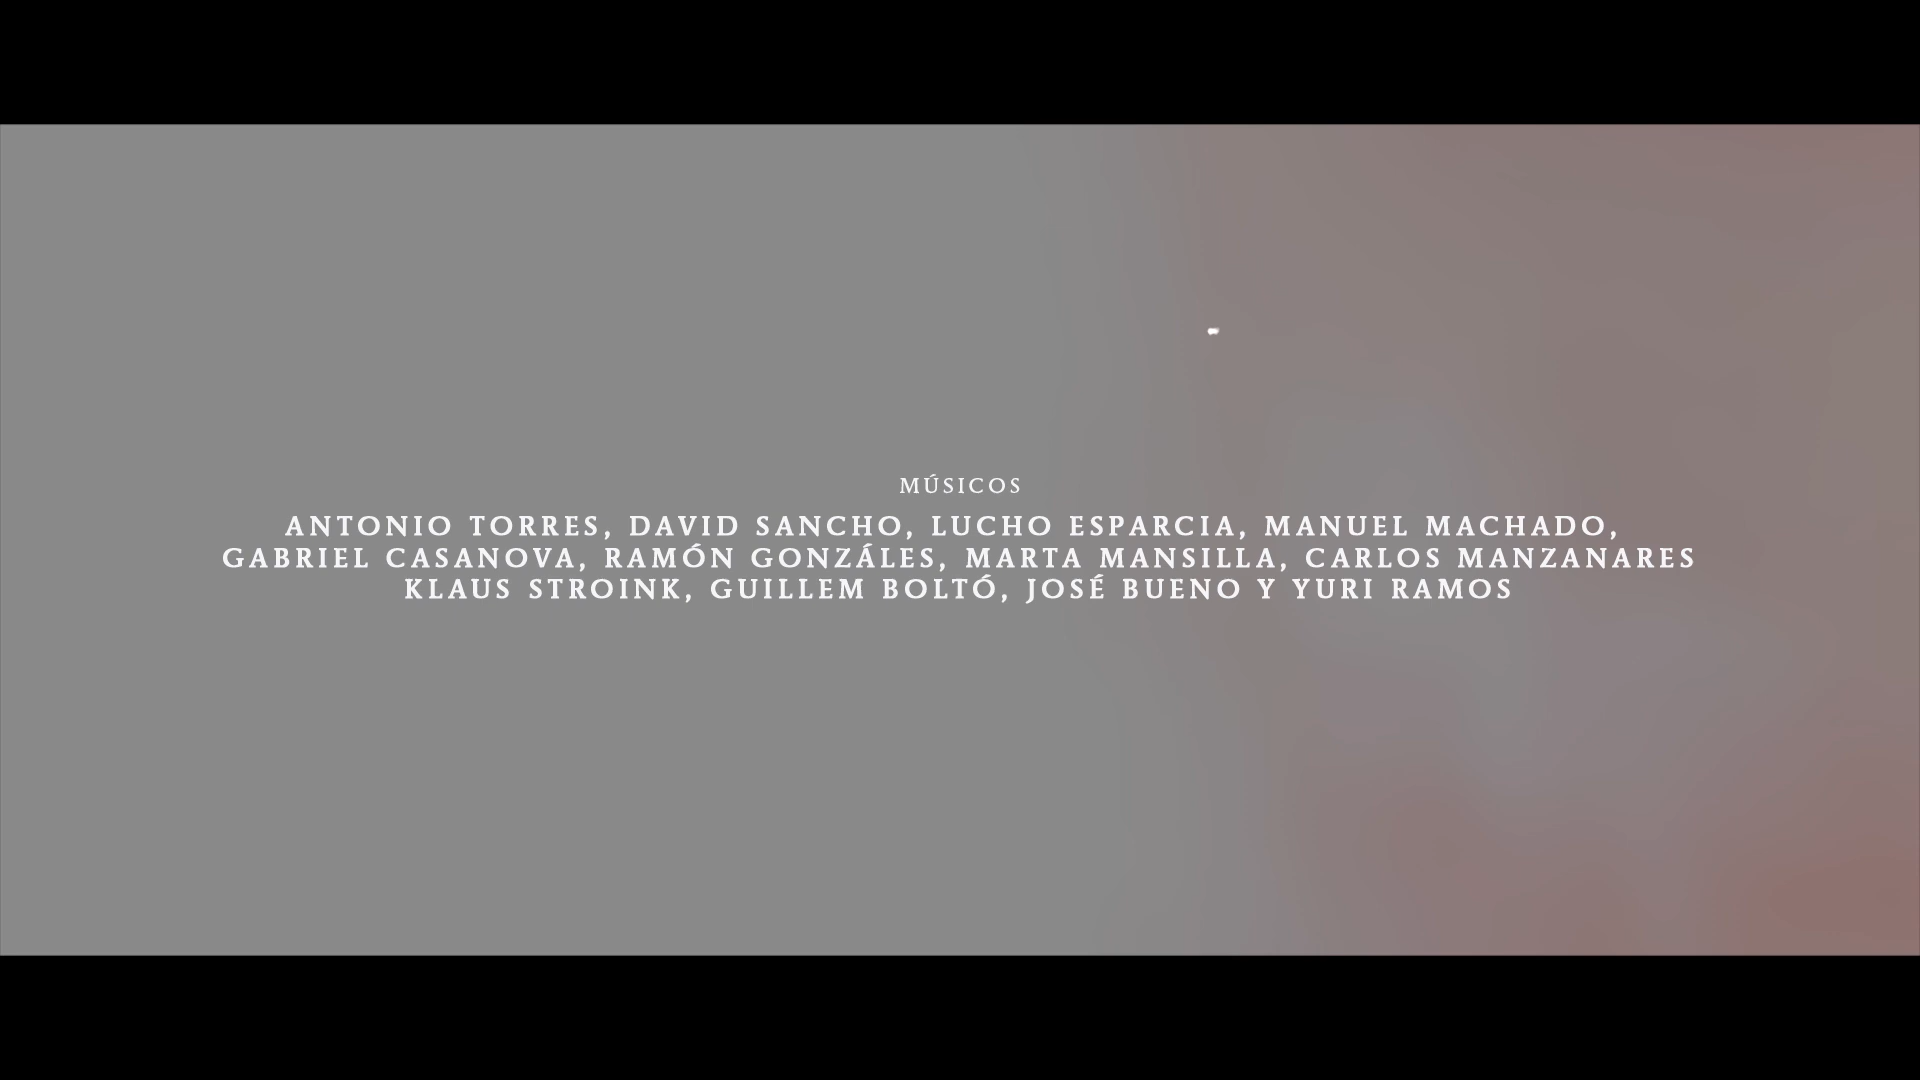 MÚSICOS
ANTONIO TORRES, DAVID SANCHO, LUCHO ESPARCIA, MANUEL MACHADO,
GABRIEL CASANOVA, RAMÓN GONZÁLES, MARTA MANSILLA, CARLOS MANZANARES
KLAUS STROINK, GUILLEM BOLTÓ, JOSÉ BUENO Y YURI RAMOS